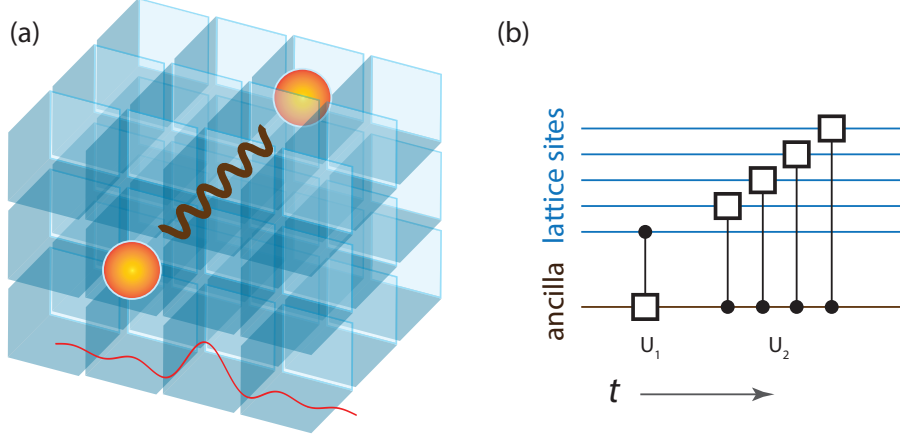 (a)
(b)
lattice sites
ancilla
U₁
U₂
t